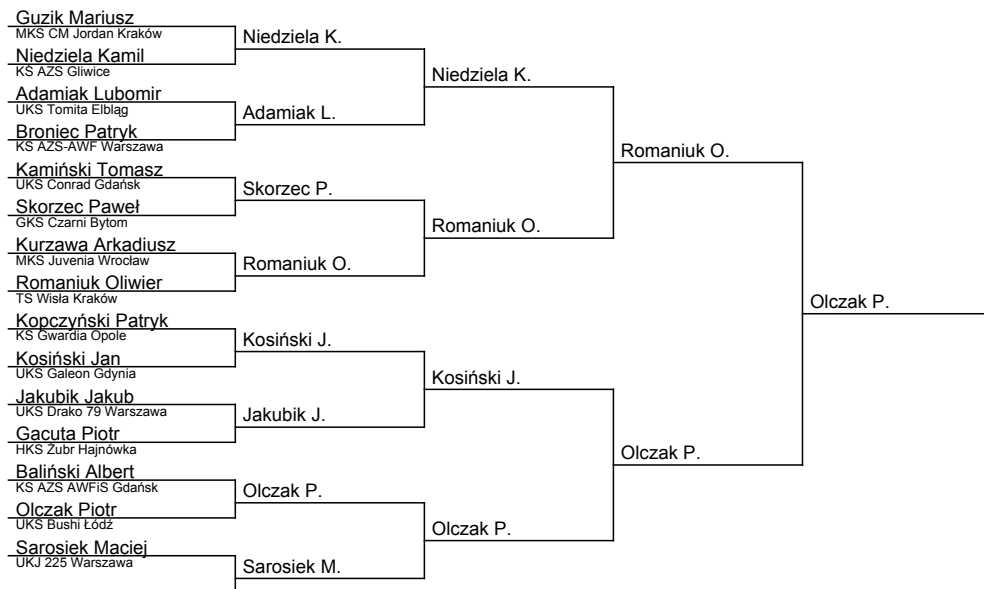 Guzik Mariusz
MKS CM Jordan Kraków
Niedziela Kamil
KS AZS Gliwice
Adamiak Lubomir
UKS Tomita Elbląg
Broniec Patryk
KS AZS-AWF Warszawa
Kamiński Tomasz
UKS Conrad Gdańsk
Skorzec Paweł
GKS Czarni Bytom
Kurzawa Arkadiusz
MKS Juvenia Wrocław
Romaniuk Oliwier
TS Wisła Kraków
Kopczyński Patryk
KS Gwardia Opole
Kosiński Jan
UKS Galeon Gdynia
Jakubik Jakub
UKS Drako 79 Warszawa
Gacuta Piotr
HKS Żubr Hajnówka
Baliński Albert
KS AZS AWFiS Gdańsk
Olczak Piotr
UKS Bushi Łódź
Sarosiek Maciej
UKJ 225 Warszawa
Niedziela K.
Adamiak L.
Skorzec P.
Romaniuk O.
Kosiński J.
Jakubik J.
Olczak P.
Sarosiek M.
Niedziela K.
Romaniuk O.
Kosiński J.
Olczak P.
Romaniuk O.
Olczak P.
Olczak P.